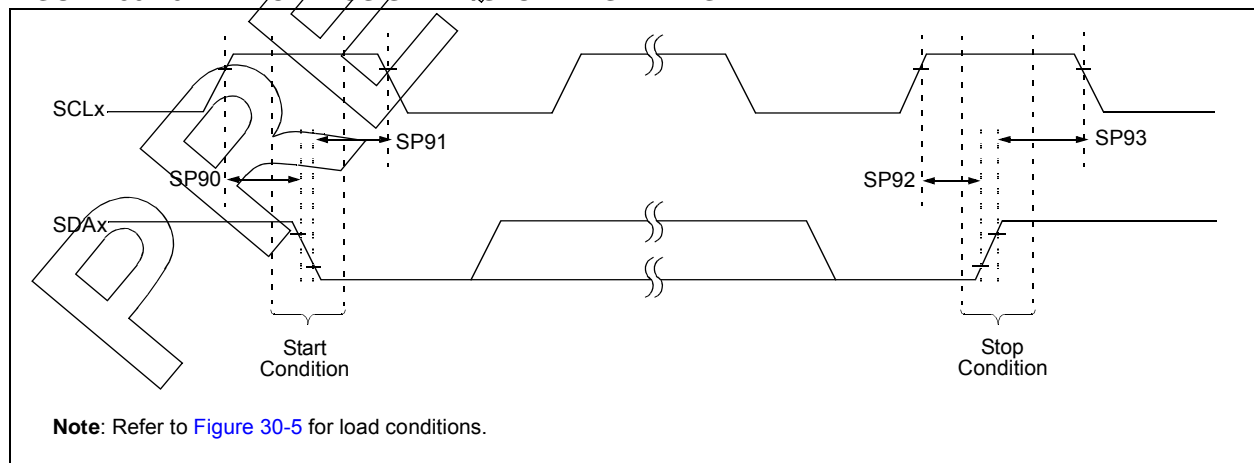 SCLx
SP91
SP93
SP90
SP92
SDAx
Start
Condition
Stop
Condition
Note: Refer to Figure 30-5 for load conditions.